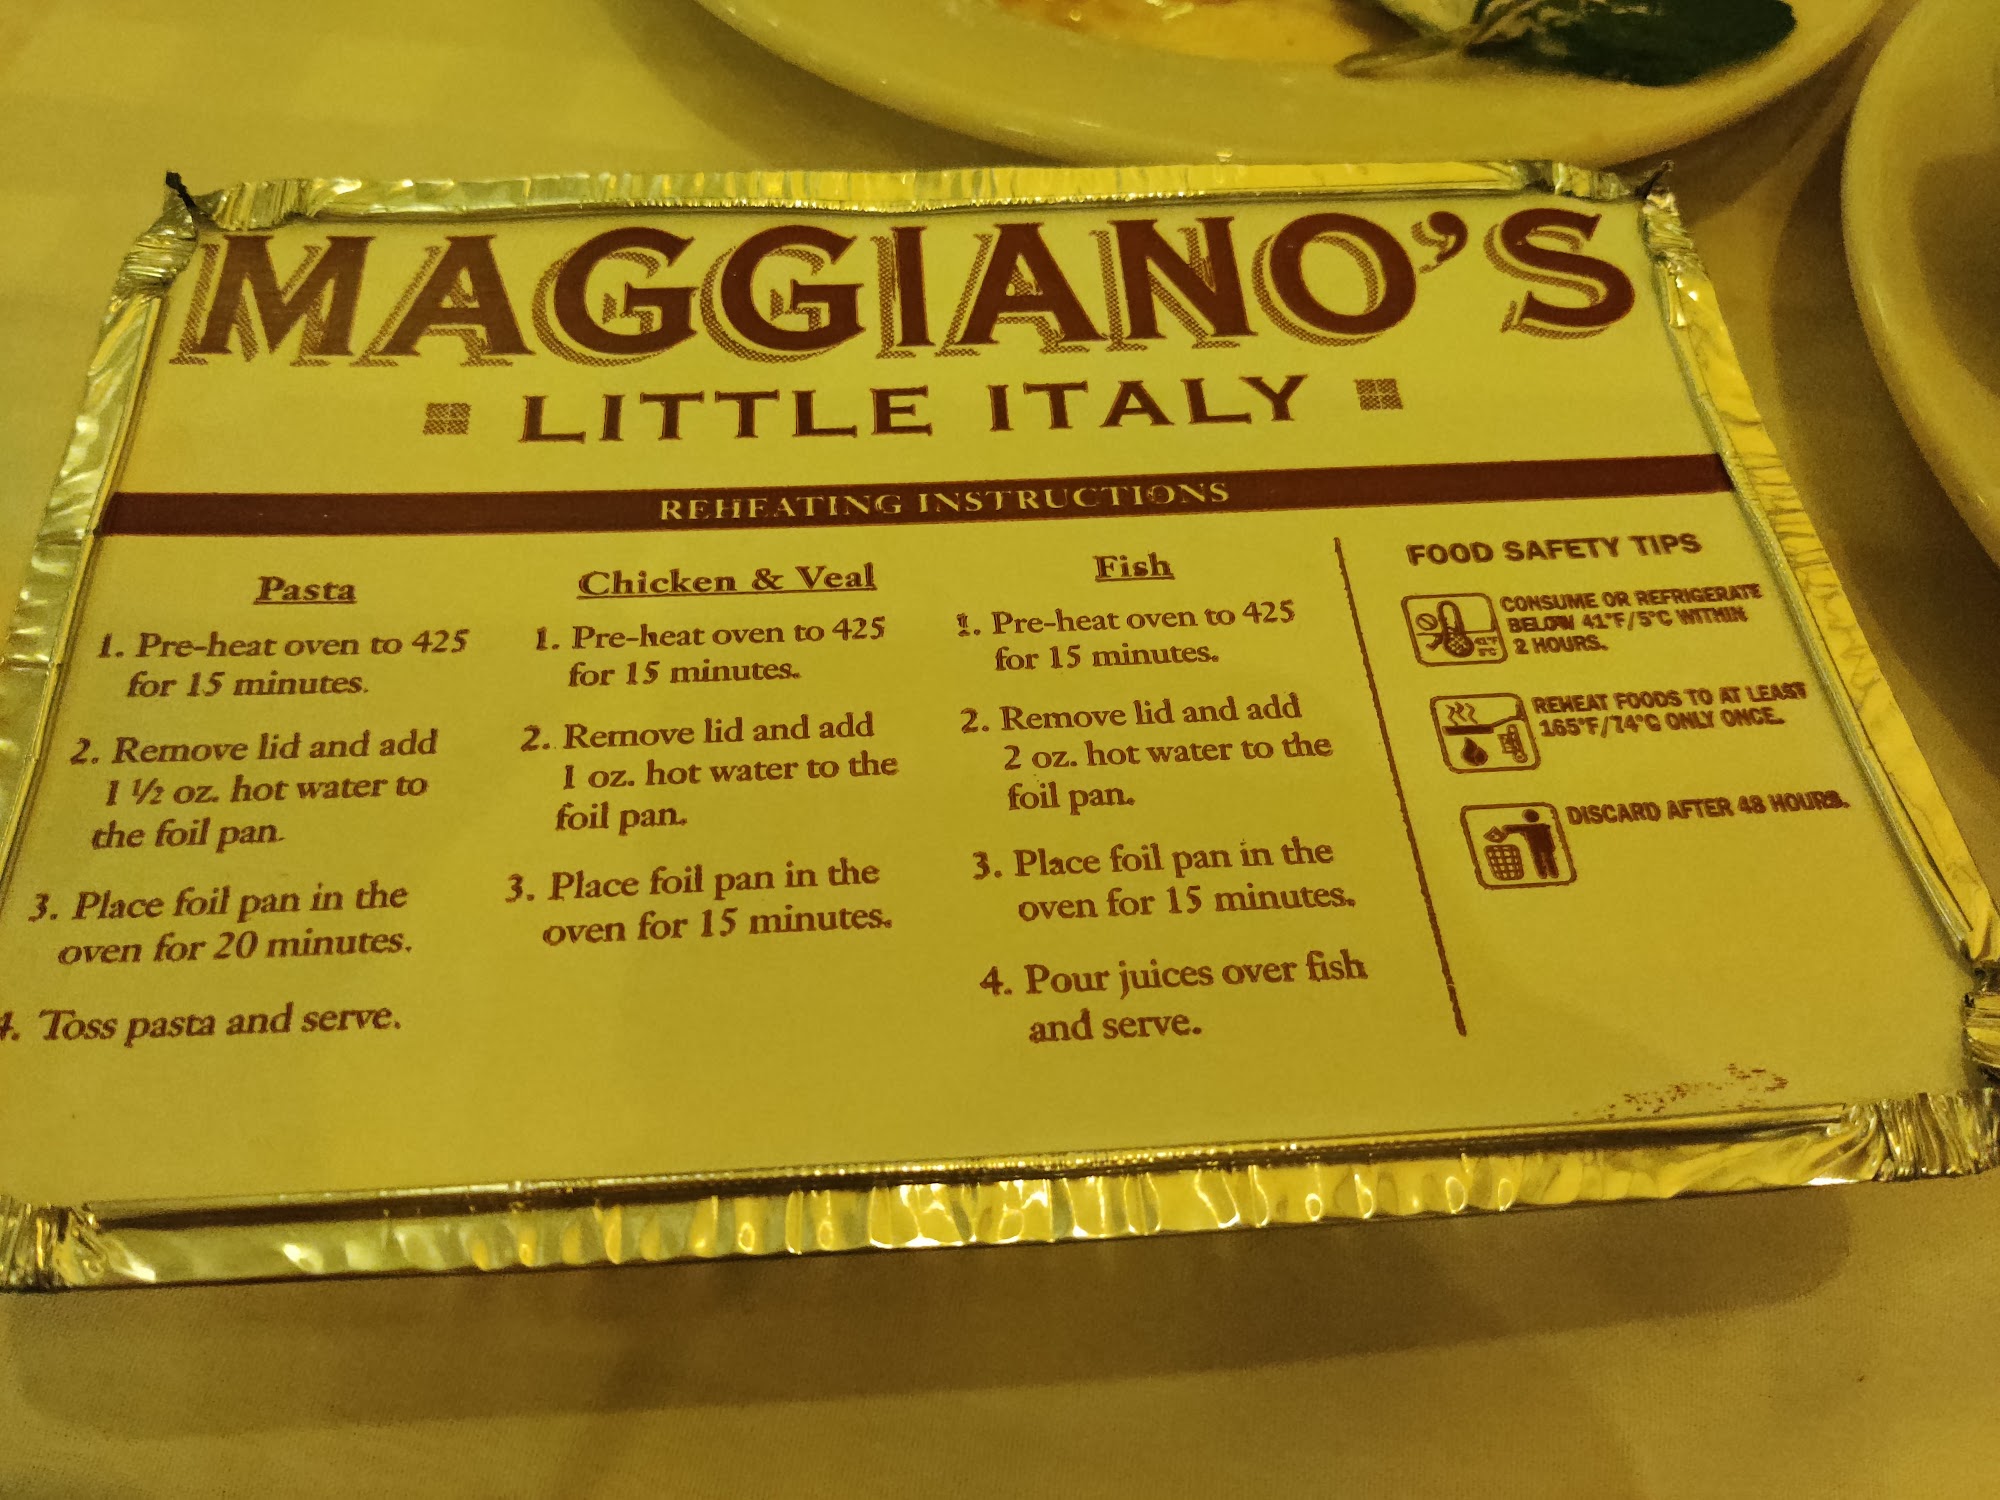 MAGGIANO'S
LITTLE ITALY
REHEATING INSTRUCTIONS
Pasta
1. Pre-heat oven to 425
for 15 minutes.
2. Remove lid and add
1 ½ oz. hot water to
the foil pan.
3. Place foil pan in the
oven for 20 minutes.
4. Toss pasta and serve.
Chicken & Veal
1. Pre-heat oven to 425
for 15 minutes.
2. Remove lid and add
1 oz. hot water to the
foil pan.
3. Place foil pan in the
oven for 15 minutes.
Fish
1. Pre-heat oven to 425
for 15 minutes.
2. Remove lid and add
2 oz. hot water to the
foil pan.
3. Place foil pan in the
oven for 15 minutes.
4. Pour juices over fish
and serve.
FOOD SAFETY TIPS
CONSUME OR REFRIGERATE
BELOW 41°F/5°C WITHIN
2 HOURS.
41°F
5°C
REHEAT FOODS TO AT LEAST
165°F/74°C ONLY ONCE.
DISCARD AFTER 48 HOURS.